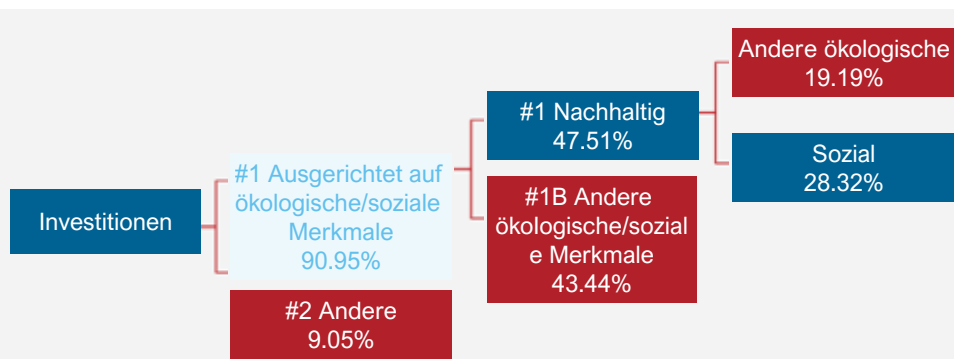 Investitionen
#1 Ausgerichtet auf
ökologische/soziale
Merkmale
90.95%
#2 Andere
9.05%
#1 Nachhaltig
47.51%
#1B Andere
ökologische/sozial
e Merkmale
43.44%
Andere ökologische
19.19%
Sozial
28.32%